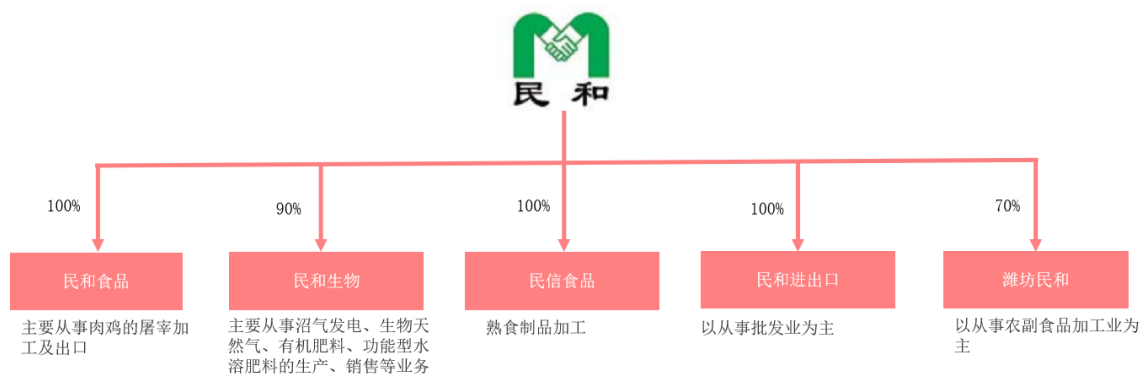 民 和
100%
90%
100%
100%
70%
民和食品
民和生物
民信食品
民和进出口
潍坊民和
主要从事肉鸡的屠宰加
工及出口
主要从事沼气发电、生物天
然气、有机肥料、功能型水
溶肥料的生产、销售等业务
熟食制品加工
以从事批发业为主
以从事农副食品加工业为
主